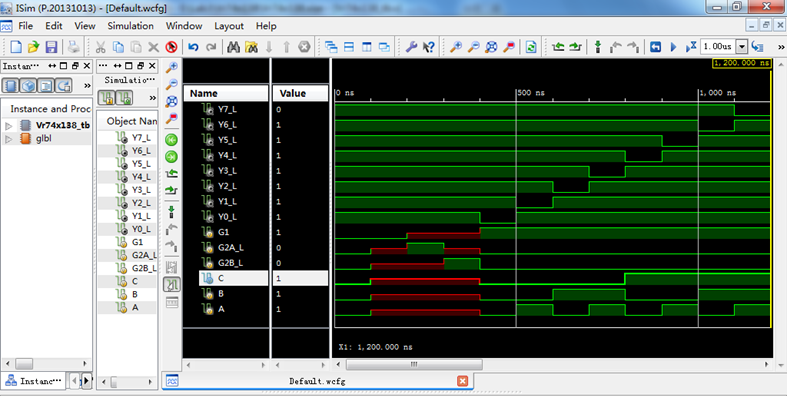 ISim (P.20131013) - [Default.wcfg]
File Edit View Simulation Window Layout Help
1.00us
Instan···
Simulatio···
Instance and Proc
Vr74x138_tb
glbl
Object Nam
Y7_L
Y6_L
Y5_L
Y4_L
Y3_L
Y2_L
Y1_L
Y0_L
G1
G2A_L
G2B_L
C
B
A
Name Value
Y7_L 0
Y6_L 1
Y5_L 1
Y4_L 1
Y3_L 1
Y2_L 1
Y1_L 1
Y0_L 1
G1 1
G2A_L 0
G2B_L 0
C 1
B 1
A 1
1,200.000 ns
0 ns 500 ns 1,000 ns
X1: 1,200.000 ns
Instanc···
Default.wcfg